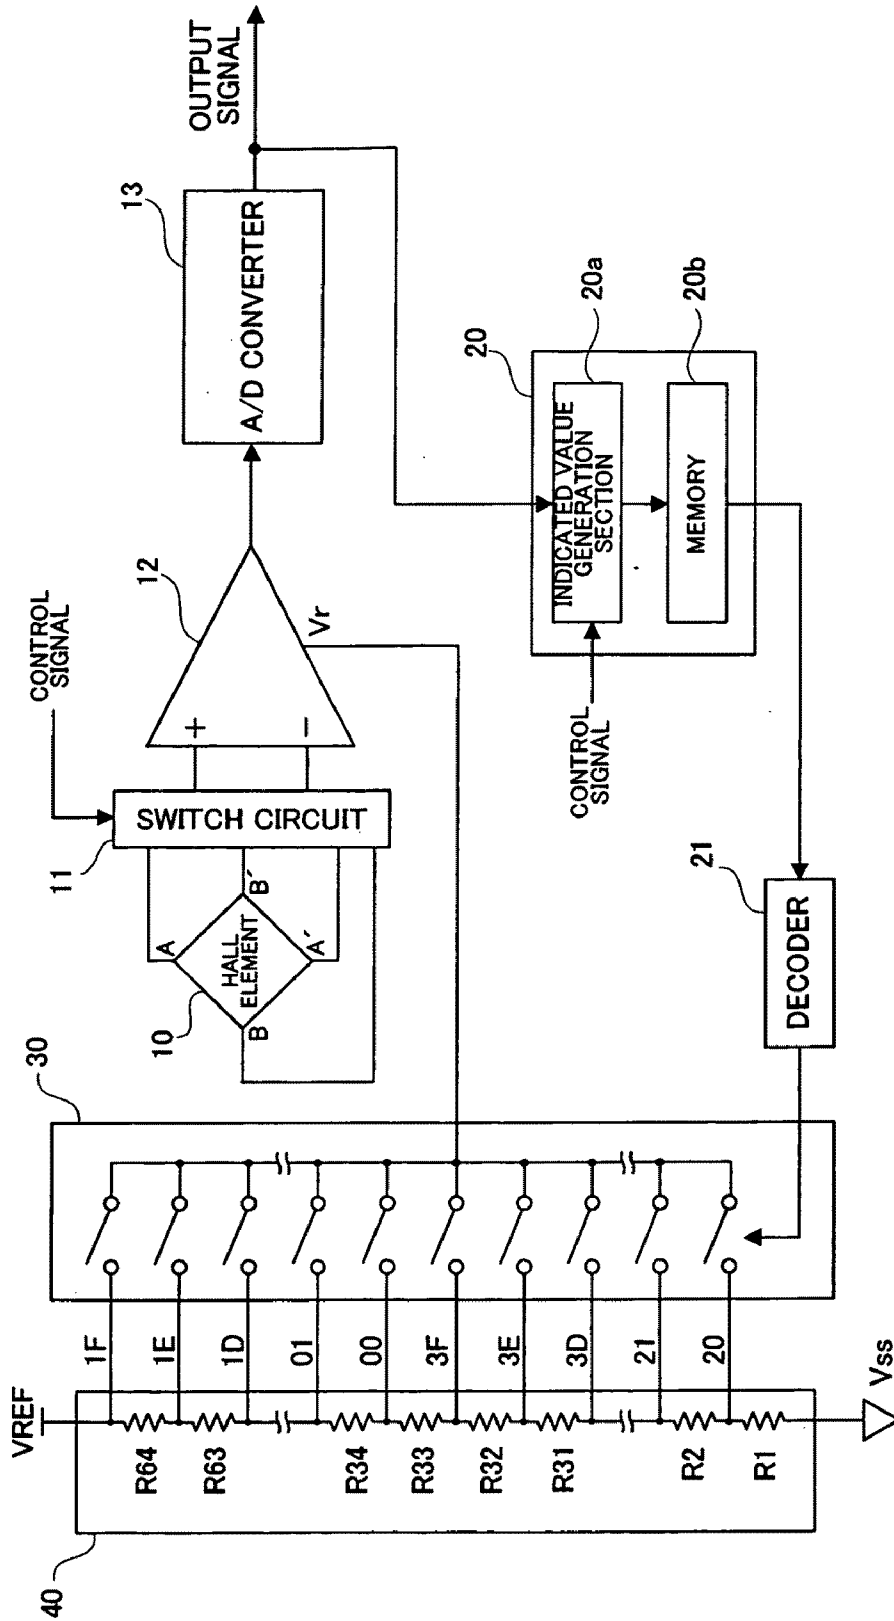 OUTPUT
SIGNAL
13
A/D CONVERTER
CONTROL
SIGNAL
12
+
−
Vr
11
SWITCH CIRCUIT
A
B´
A´
B
HALL
ELEMENT
10
20
INDICATED VALUE
GENERATION
SECTION
20a
MEMORY
20b
CONTROL
SIGNAL
21
DECODER
30
1F
1E
1D
01
00
3F
3E
3D
21
20
VREF
R64
R63
R34
R33
R32
R31
R2
R1
Vss
40